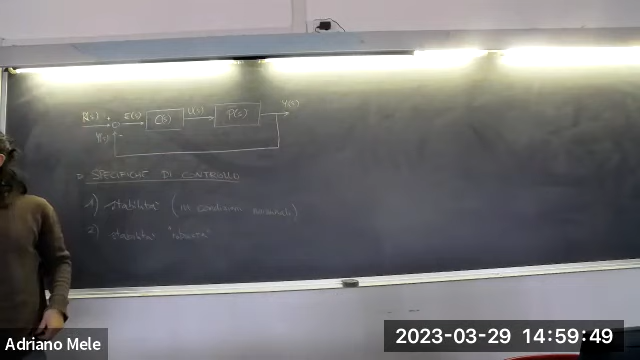 R(s) + E(s) C(s) U(s) P(s) Y(s)
-
SPECIFICHE DI CONTROLLO
1) stabilità (in condizioni nominali)
2) stabilità "robusta"
Adriano Mele
2023-03-29 14:59:49